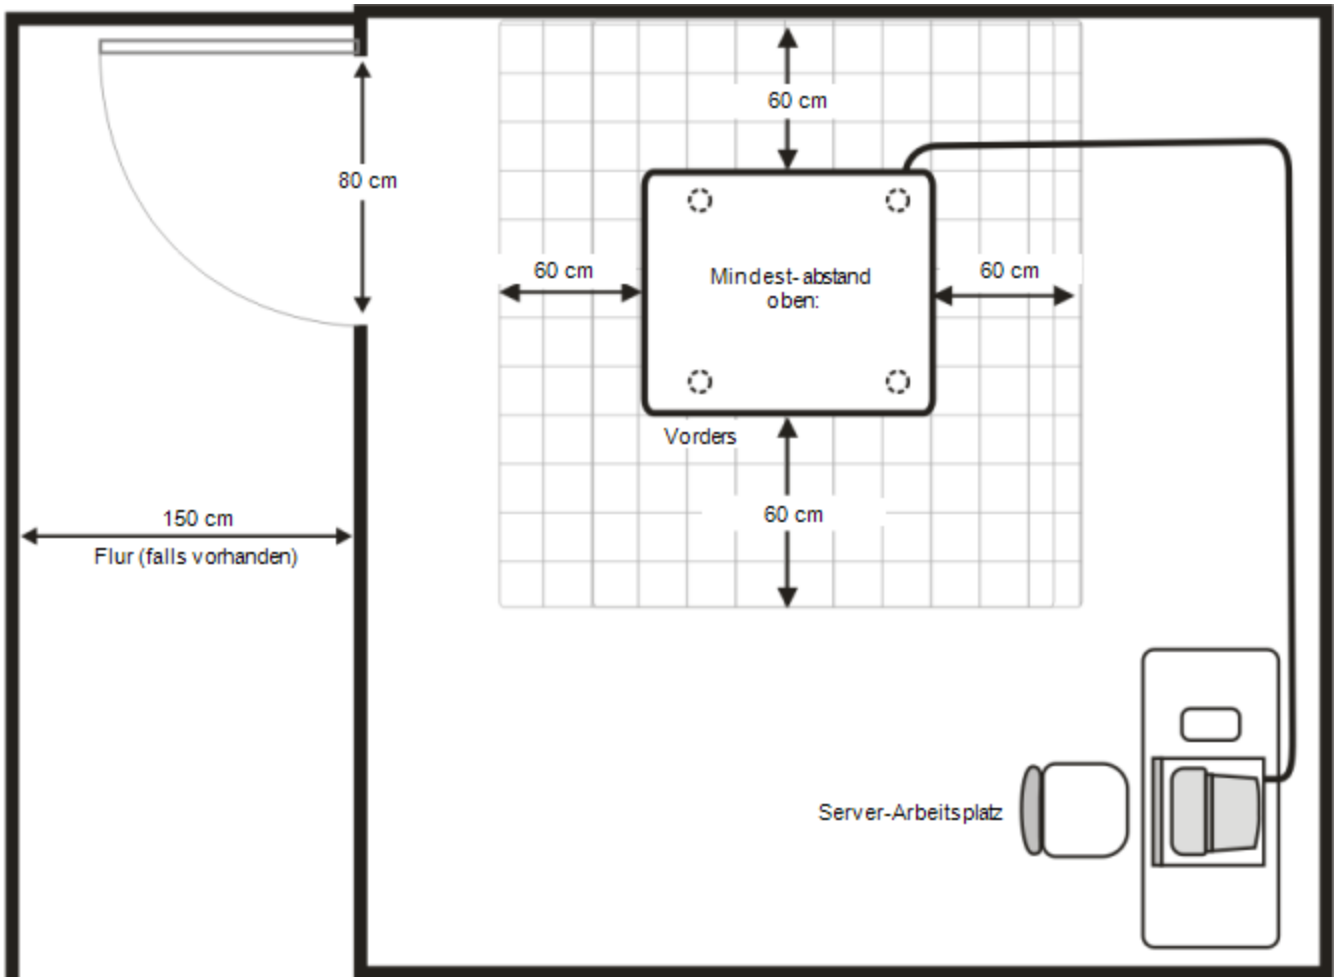 60 cm
80 cm
60 cm
60 cm
Mindest-abstand
oben:
Vorders
60 cm
150 cm
Flur (falls vorhanden)
Server-Arbeitsplatz